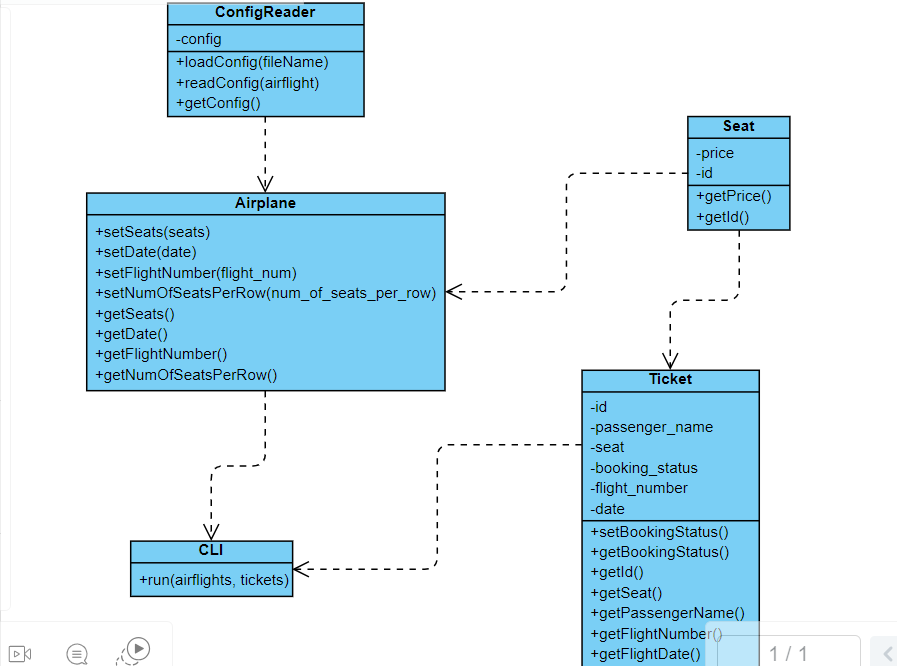 ConfigReader
-config
+loadConfig(fileName)
+readConfig(airflight)
+getConfig()
Seat
-price
-id
+getPrice()
+getId()
Airplane
+setSeats(seats)
+setDate(date)
+setFlightNumber(flight_num)
+setNumOfSeatsPerRow(num_of_seats_per_row)
+getSeats()
+getDate()
+getFlightNumber()
+getNumOfSeatsPerRow()
Ticket
-id
-passenger_name
-seat
-booking_status
-flight_number
-date
+setBookingStatus()
+getBookingStatus()
+getId()
+getSeat()
+getPassengerName()
+getFlightNumber()
+getFlightDate()
CLI
+run(airflights, tickets)
1 / 1